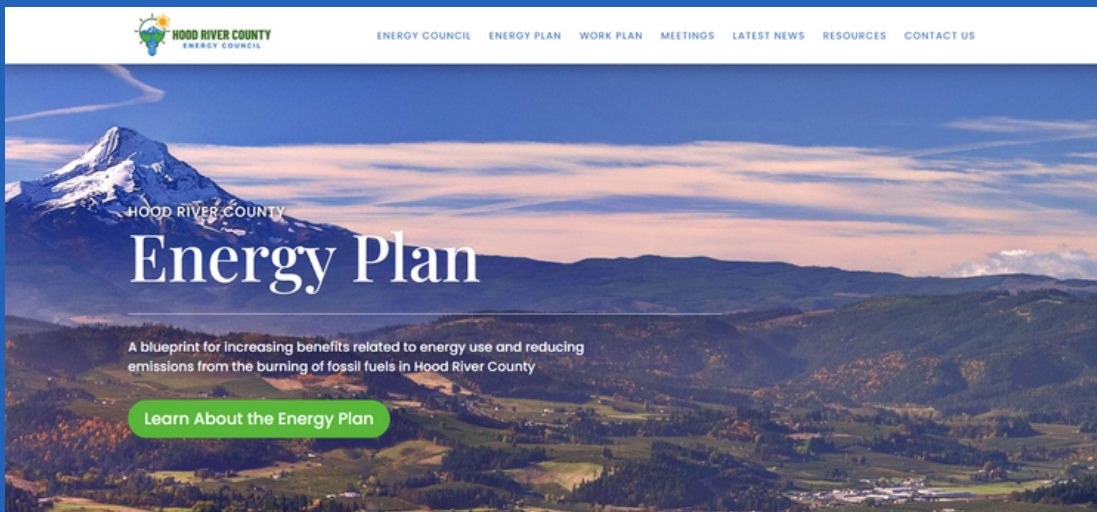 HOOD RIVER COUNTY
ENERGY COUNCIL
ENERGY COUNCIL ENERGY PLAN WORK PLAN MEETINGS LATEST NEWS RESOURCES CONTACT US
HOOD RIVER COUNTY
Energy Plan
A blueprint for increasing benefits related to energy use and reducing
emissions from the burning of fossil fuels in Hood River County
Learn About the Energy Plan